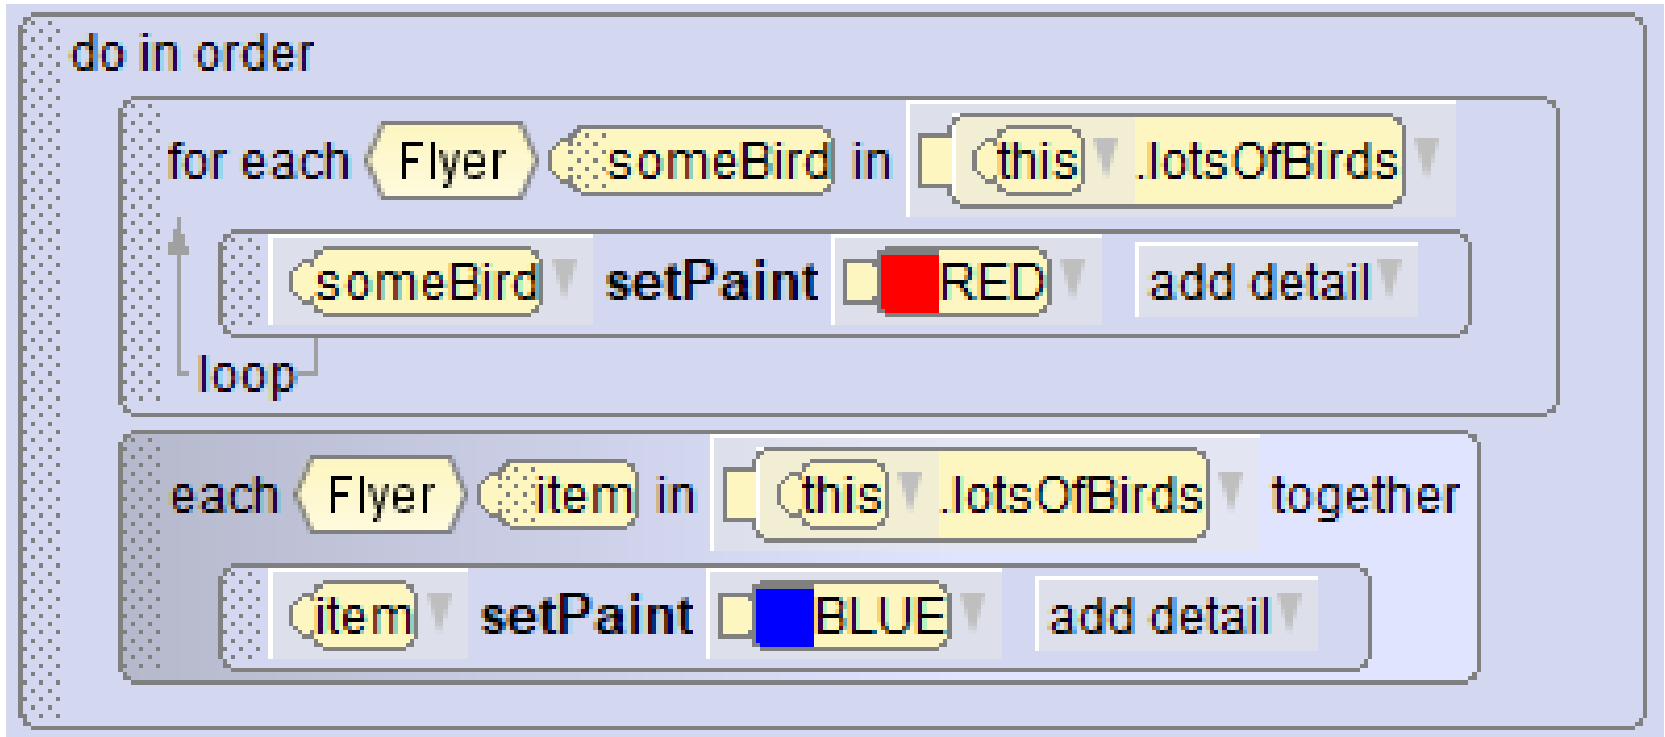 do in order
for each Flyer someBird in this .lotsOfBirds
someBird setPaint RED add detail
loop
each Flyer item in this .lotsOfBirds together
item setPaint BLUE add detail